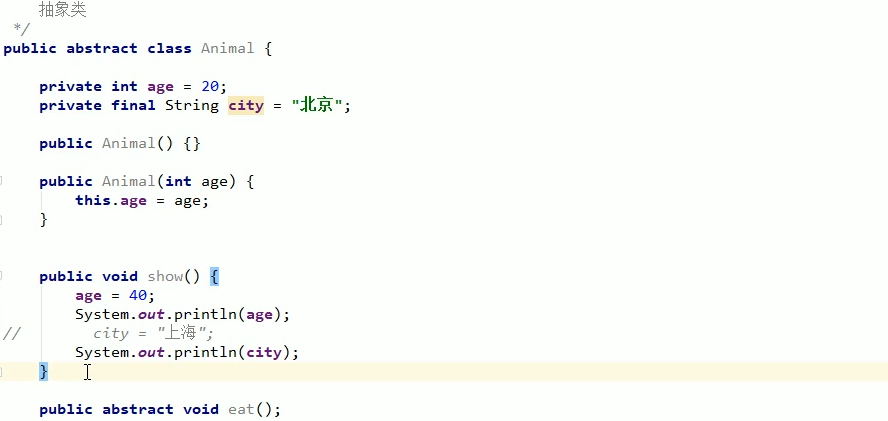 抽象类
*/
public abstract class Animal {
private int age = 20;
private final String city = "北京";
public Animal() {}
public Animal(int age) {
this.age = age;
}
public void show() {
age = 40;
System.out.println(age);
// city = "上海";
System.out.println(city);
}
public abstract void eat();